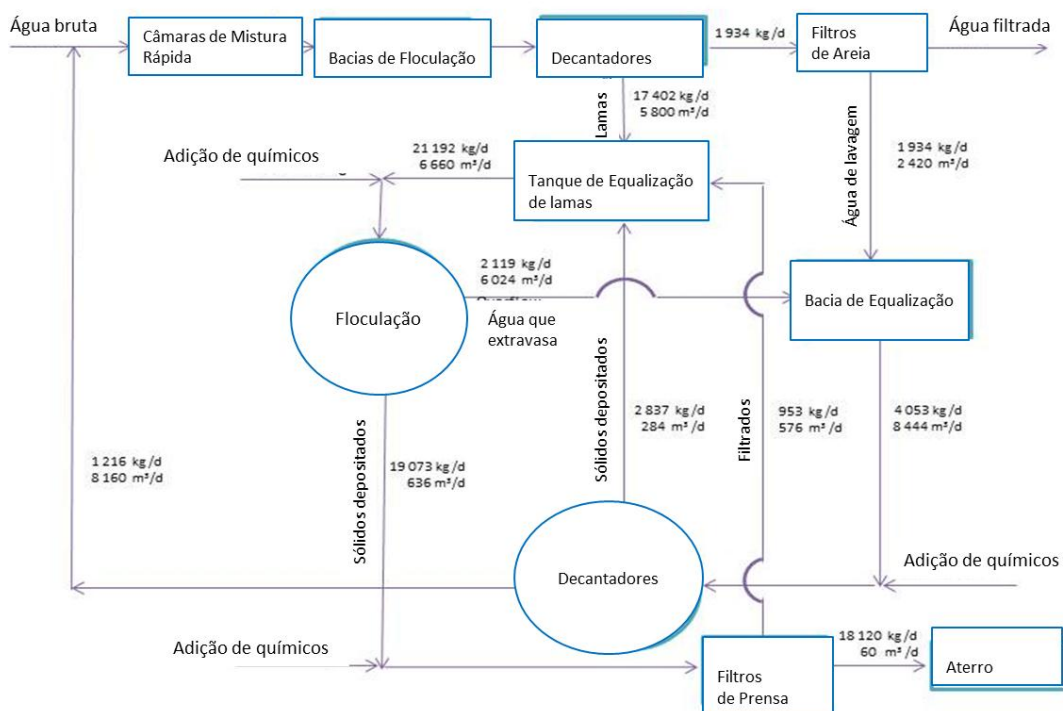 Água bruta
Câmaras de Mistura
Rápida
Bacias de Floculação
Decantadores
1 934 kg/d
Filtros
de Areia
Água filtrada
Lamas
17 402 kg/d
5 800 m³/d
Água de lavagem
1 934 kg/d
2 420 m³/d
Adição de químicos
21 192 kg/d
6 660 m³/d
Tanque de Equalização
de lamas
2 119 kg/d
6 024 m³/d
Floculação
Água que
extravasa
Bacia de Equalização
Sólidos depositados
2 837 kg/d
284 m³/d
Filtrados
953 kg/d
576 m³/d
4 053 kg/d
8 444 m³/d
1 216 kg/d
8 160 m³/d
Sólidos depositados
19 073 kg/d
636 m³/d
Decantadores
Adição de químicos
Adição de químicos
Filtros
de Prensa
18 120 kg/d
60 m³/d
Aterro